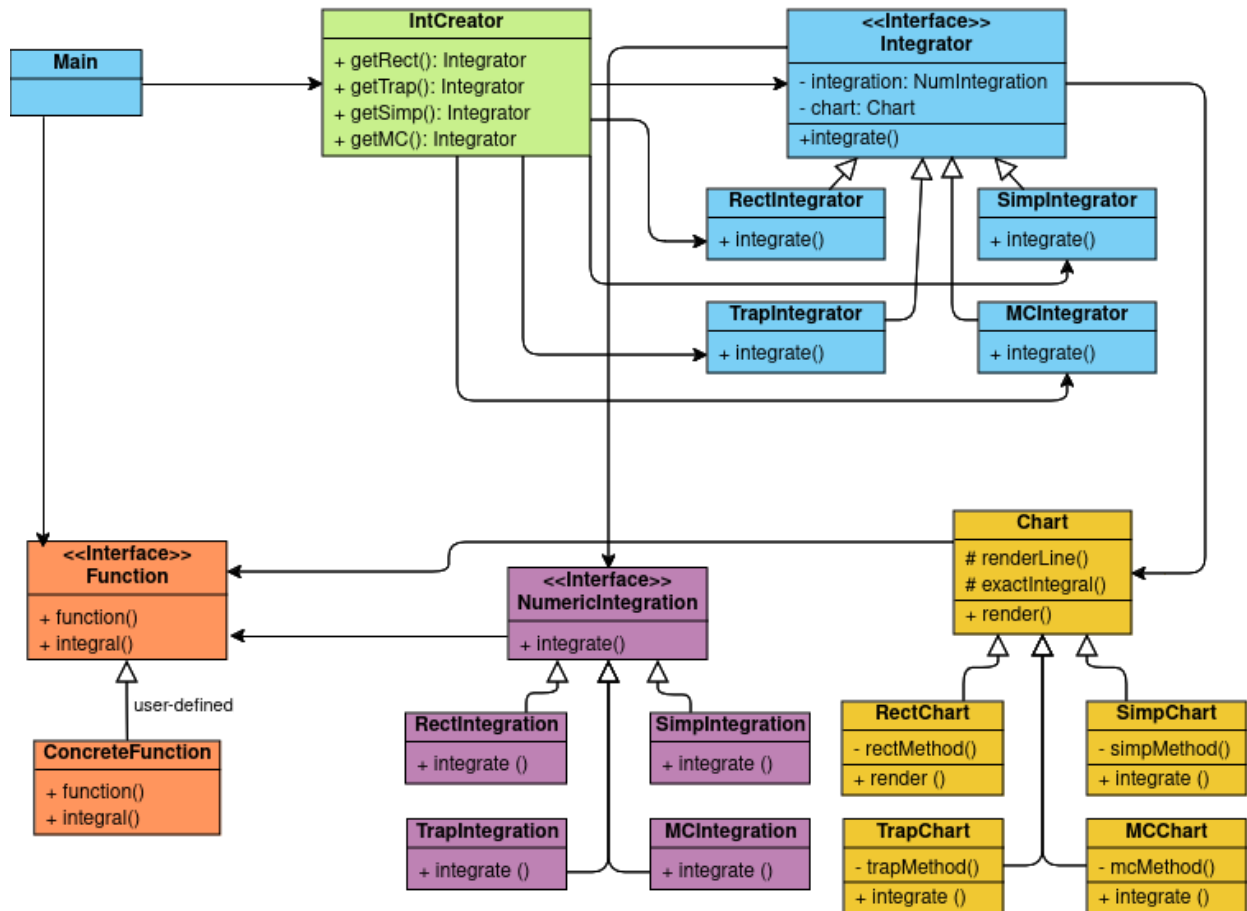 Main
IntCreator
+ getRect(): Integrator
+ getTrap(): Integrator
+ getSimp(): Integrator
+ getMC(): Integrator
<<Interface>>
Integrator
- integration: NumIntegration
- chart: Chart
+integrate()
RectIntegrator
+ integrate()
SimpIntegrator
+ integrate()
TrapIntegrator
+ integrate()
MCIntegrator
+ integrate()
<<Interface>>
Function
+ function()
+ integral()
user-defined
ConcreteFunction
+ function()
+ integral()
<<Interface>>
NumericIntegration
+ integrate()
RectIntegration
+ integrate ()
SimpIntegration
+ integrate ()
TrapIntegration
+ integrate ()
MCIntegration
+ integrate ()
Chart
# renderLine()
# exactIntegral()
+ render()
RectChart
- rectMethod()
+ render ()
SimpChart
- simpMethod()
+ integrate ()
TrapChart
- trapMethod()
+ integrate ()
MCChart
- mcMethod()
+ integrate ()